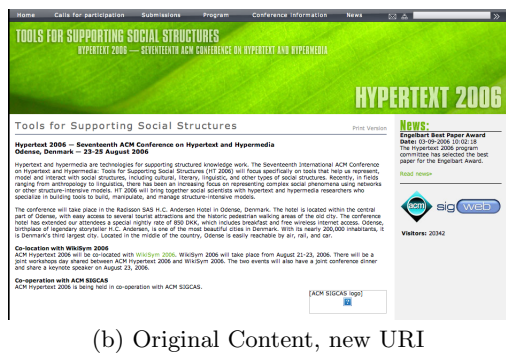 Home Calls for participation Submissions Program Conference information News
TOOLS FOR SUPPORTING SOCIAL STRUCTURES
HYPERTEXT 2006 — SEVENTEENTH ACM CONFERENCE ON HYPERTEXT AND HYPERMEDIA
HYPERTEXT 2006
Tools for Supporting Social Structures
Print Version
Hypertext 2006 — Seventeenth ACM Conference on Hypertext and Hypermedia
Odense, Denmark — 23-25 August 2006
Hypertext and hypermedia are technologies for supporting structured knowledge work. The Seventeenth International ACM Conference
on Hypertext and Hypermedia: Tools for Supporting Social Structures (HT 2006) will focus specifically on tools that help us represent,
model and interact with social structures, including cultural, literary, linguistic, and other types of social structures. Recently, in fields
ranging from anthropology to linguistics, there has been an increasing focus on representing complex social phenomena using networks
or other structure-intensive models. HT 2006 will bring together social scientists with hypertext and hypermedia researchers who
specialize in building tools to build, manipulate, and manage structure-intensive models.
The conference will take place in the Radisson SAS H.C. Andersen Hotel in Odense, Denmark. The hotel is located within the central
part of Odense, with easy access to several tourist attractions and the historic pedestrian walking areas of the old city. The conference
hotel has extended our attendees a special nightly rate of 850 DKK, which includes breakfast and free wireless internet access. Odense,
birthplace of legendary storyteller H.C. Andersen, is one of the most beautiful cities in Denmark. With its nearly 200,000 inhabitants, it
is Denmark's third largest city. Located in the middle of the country, Odense is easily reachable by air, rail, and car.
Co-location with WikiSym 2006
ACM Hypertext 2006 will be co-located with WikiSym 2006. WikiSym 2006 will take place from August 21-23, 2006. There will be a
joint workshops day shared between ACM Hypertext 2006 and WikiSym 2006. The two events will also have a joint conference dinner
and share a keynote speaker on August 23, 2006.
Co-operation with ACM SIGCAS
ACM Hypertext 2006 is being held in co-operation with ACM SIGCAS.
[ACM SIGCAS logo]
News:
Engelbart Best Paper Award
Date: 03-09-2006 10:02:18
The Hypertext 2006 program
committee has selected the best
paper for the Engelbart Award.
Read news»
acm sigweb
Visitors: 20342
(b) Original Content, new URI